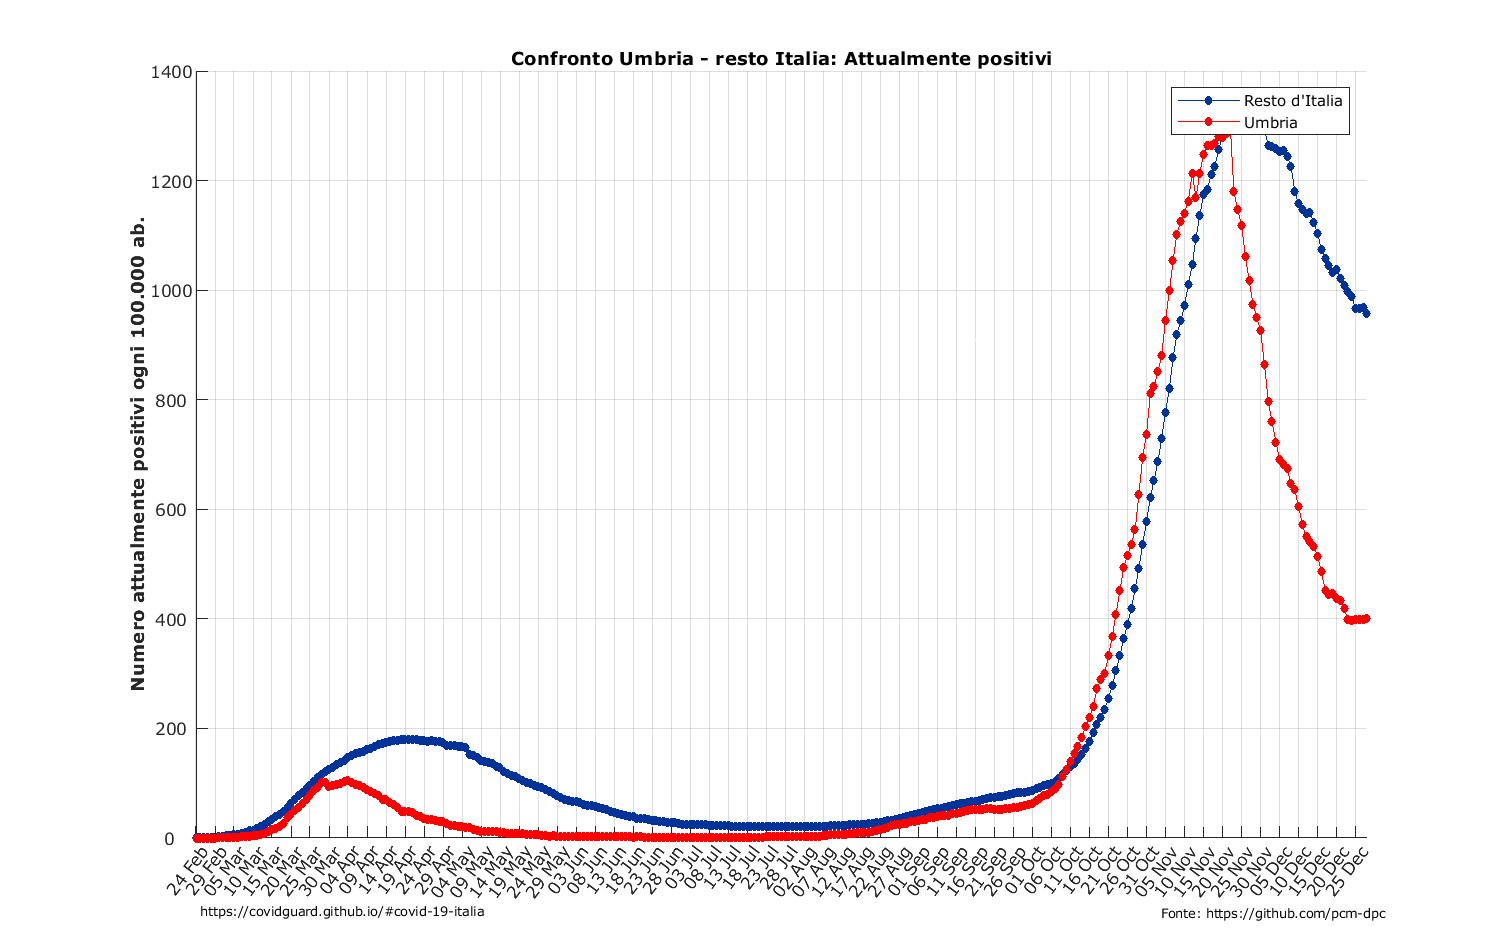 Confronto Umbria - resto Italia: Attualmente positivi
Numero attualmente positivi ogni 100.000 ab.
1400
1200
1000
800
600
400
200
0
Resto d'Italia
Umbria
24 Feb
29 Feb
05 Mar
10 Mar
15 Mar
20 Mar
25 Mar
30 Mar
04 Apr
09 Apr
14 Apr
19 Apr
24 Apr
29 Apr
04 May
09 May
14 May
19 May
24 May
29 May
03 Jun
08 Jun
13 Jun
18 Jun
23 Jun
28 Jun
03 Jul
08 Jul
13 Jul
18 Jul
23 Jul
28 Jul
02 Aug
07 Aug
12 Aug
17 Aug
22 Aug
27 Aug
01 Sep
06 Sep
11 Sep
16 Sep
21 Sep
26 Sep
01 Oct
06 Oct
11 Oct
16 Oct
21 Oct
26 Oct
31 Oct
05 Nov
10 Nov
15 Nov
20 Nov
25 Nov
30 Nov
05 Dec
10 Dec
15 Dec
20 Dec
25 Dec
https://covidguard.github.io/#covid-19-italia
Fonte: https://github.com/pcm-dpc